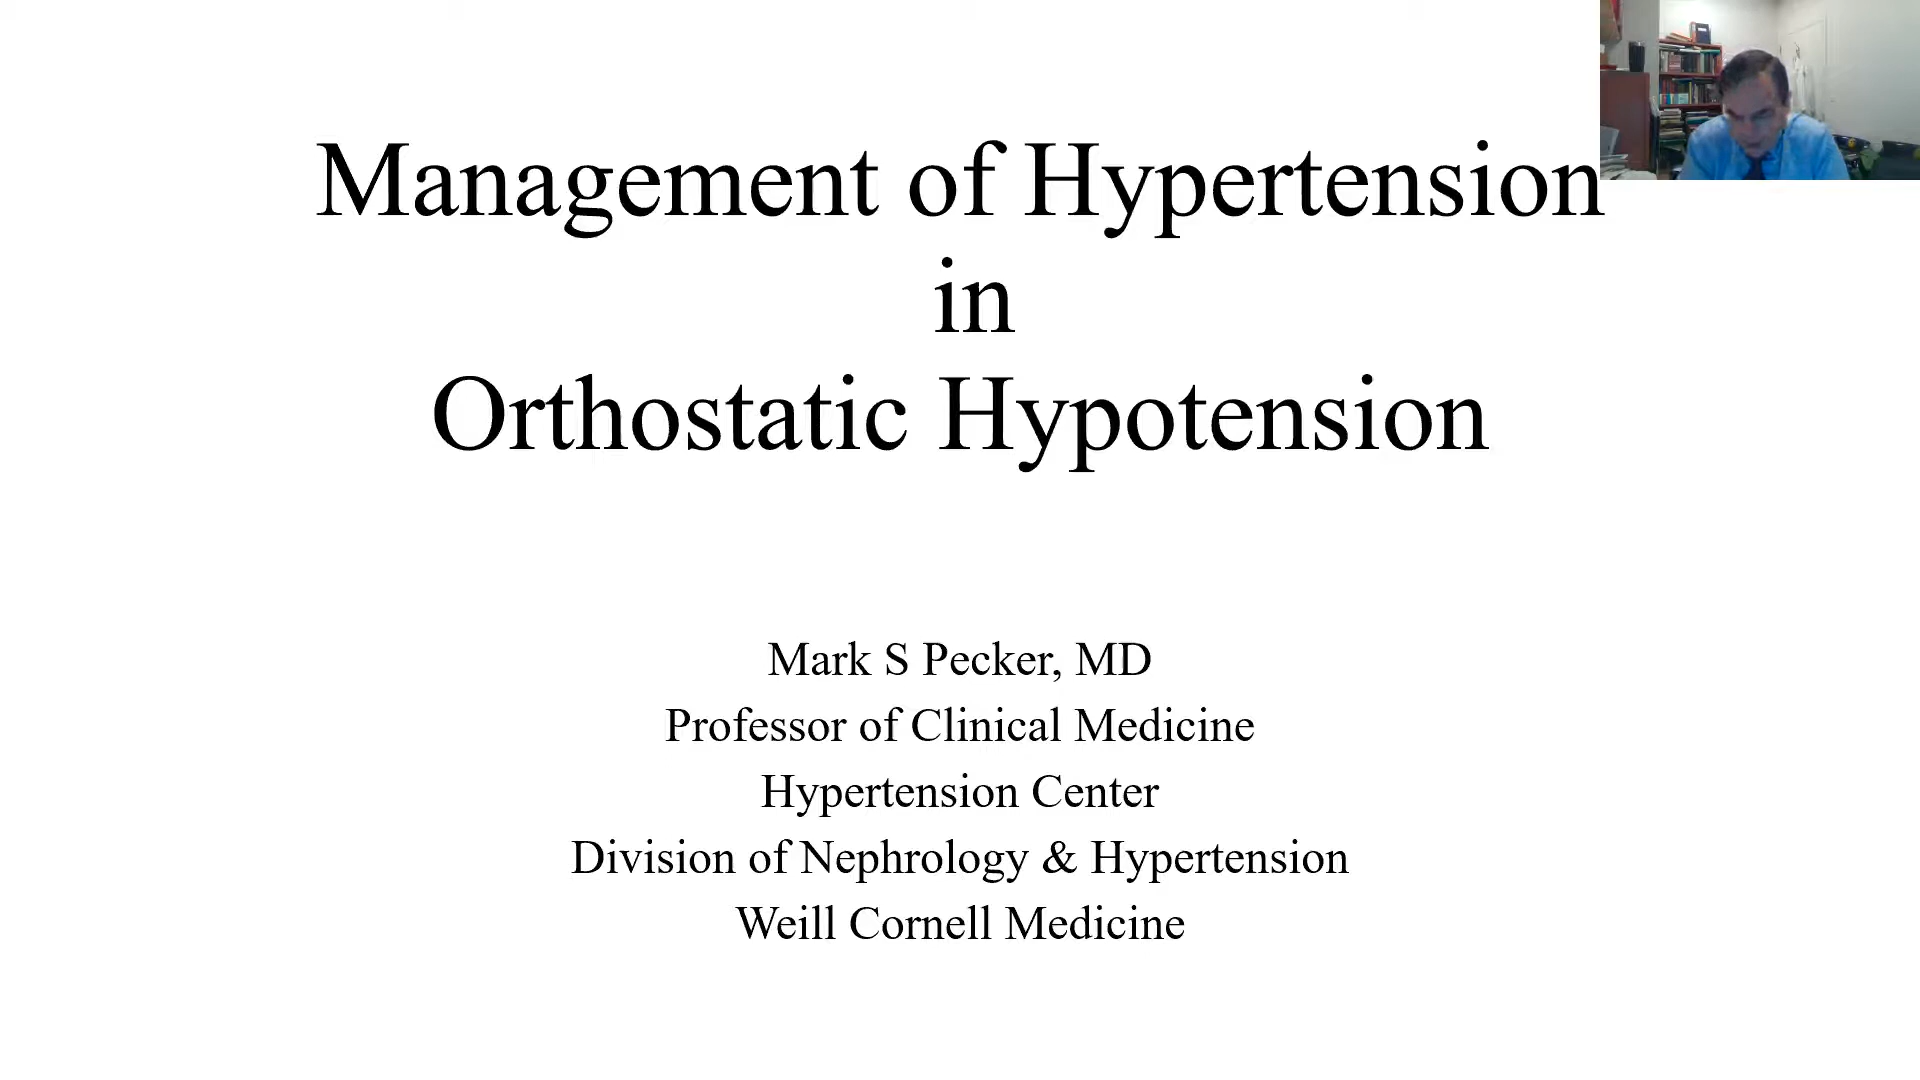 Management of Hypertension
in
Orthostatic Hypotension
Mark S Pecker, MD
Professor of Clinical Medicine
Hypertension Center
Division of Nephrology & Hypertension
Weill Cornell Medicine